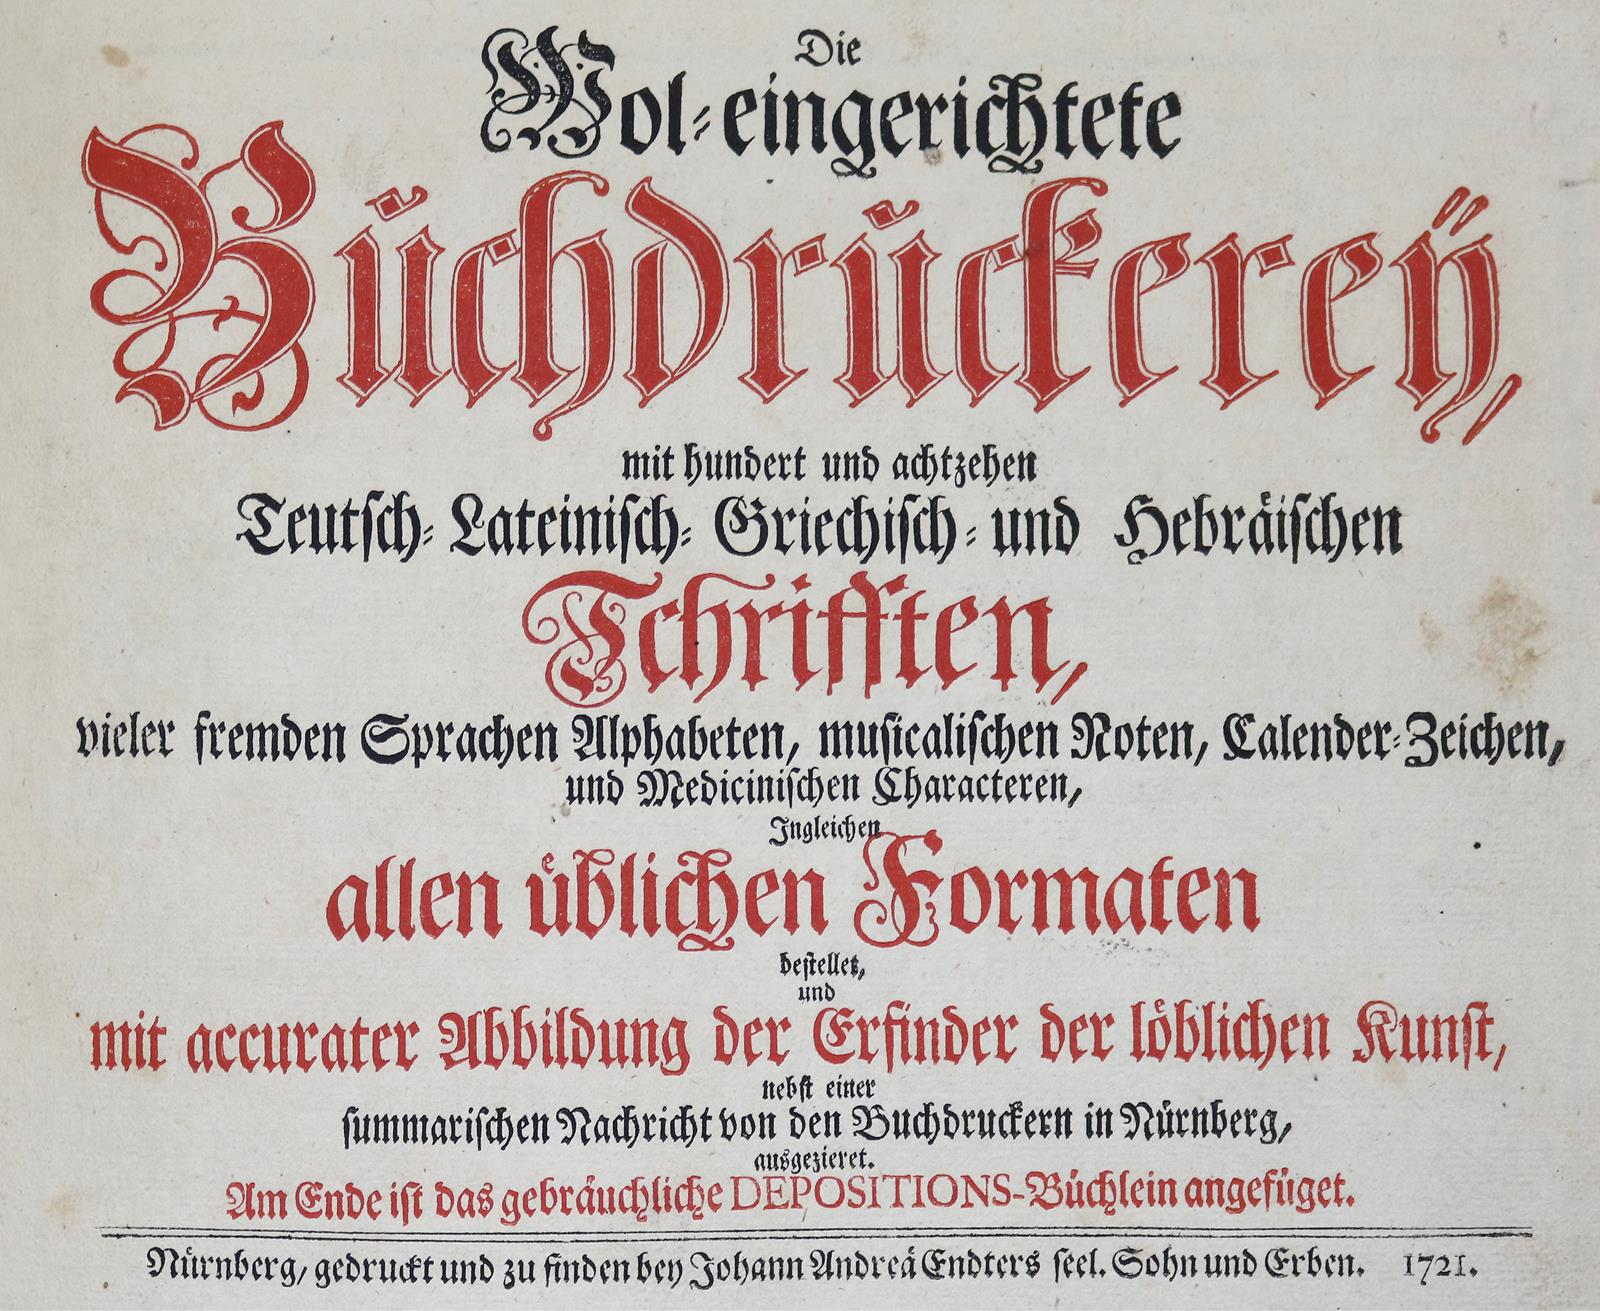 Die
Wol-eingerichtete
Buchdruckereÿ,
mit hundert und achtzehen
Teutsch- Lateinisch- Griechisch- und Hebräischen
Schrifften,
vieler fremden Sprachen Alphabeten, musicalischen Noten, Calender-Zeichen,
und Medicinischen Characteren,
Ingleichen
allen üblichen Formaten
bestellet,
und
mit accurater Abbildung der Erfinder der löblichen Kunst,
nebst einer
summarischen Nachricht von den Buchdruckern in Nürnberg,
ausgezieret.
Am Ende ist das gebräuchliche DEPOSITIONS-Büchlein angefüget.
Nürnberg, gedruckt und zu finden bey Johann Andreä Endters seel. Sohn und Erben. 1721.